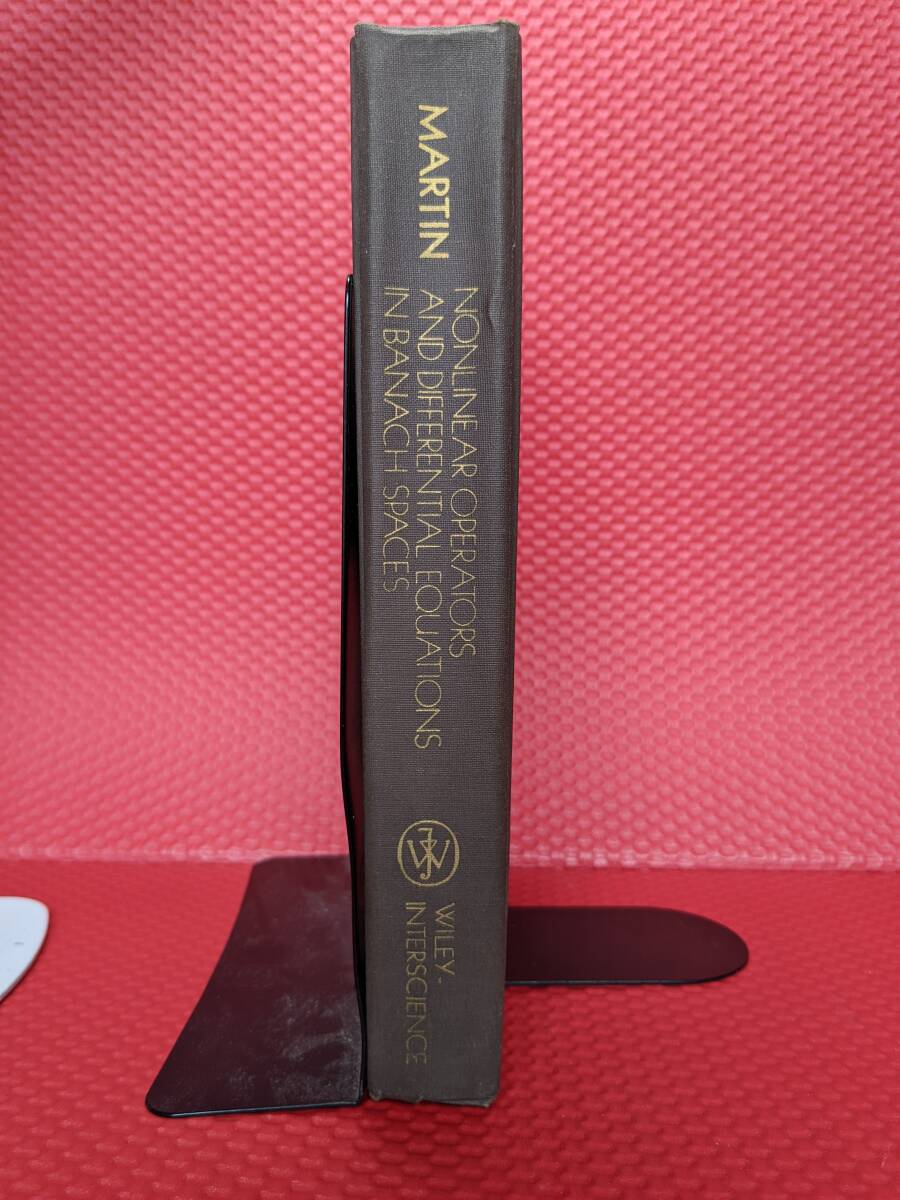 MARTIN
NONLINEAR OPERATORS
AND DIFFERENTIAL EQUATIONS
IN BANACH SPACES
JW
WILEY-
INTERSCIENCE